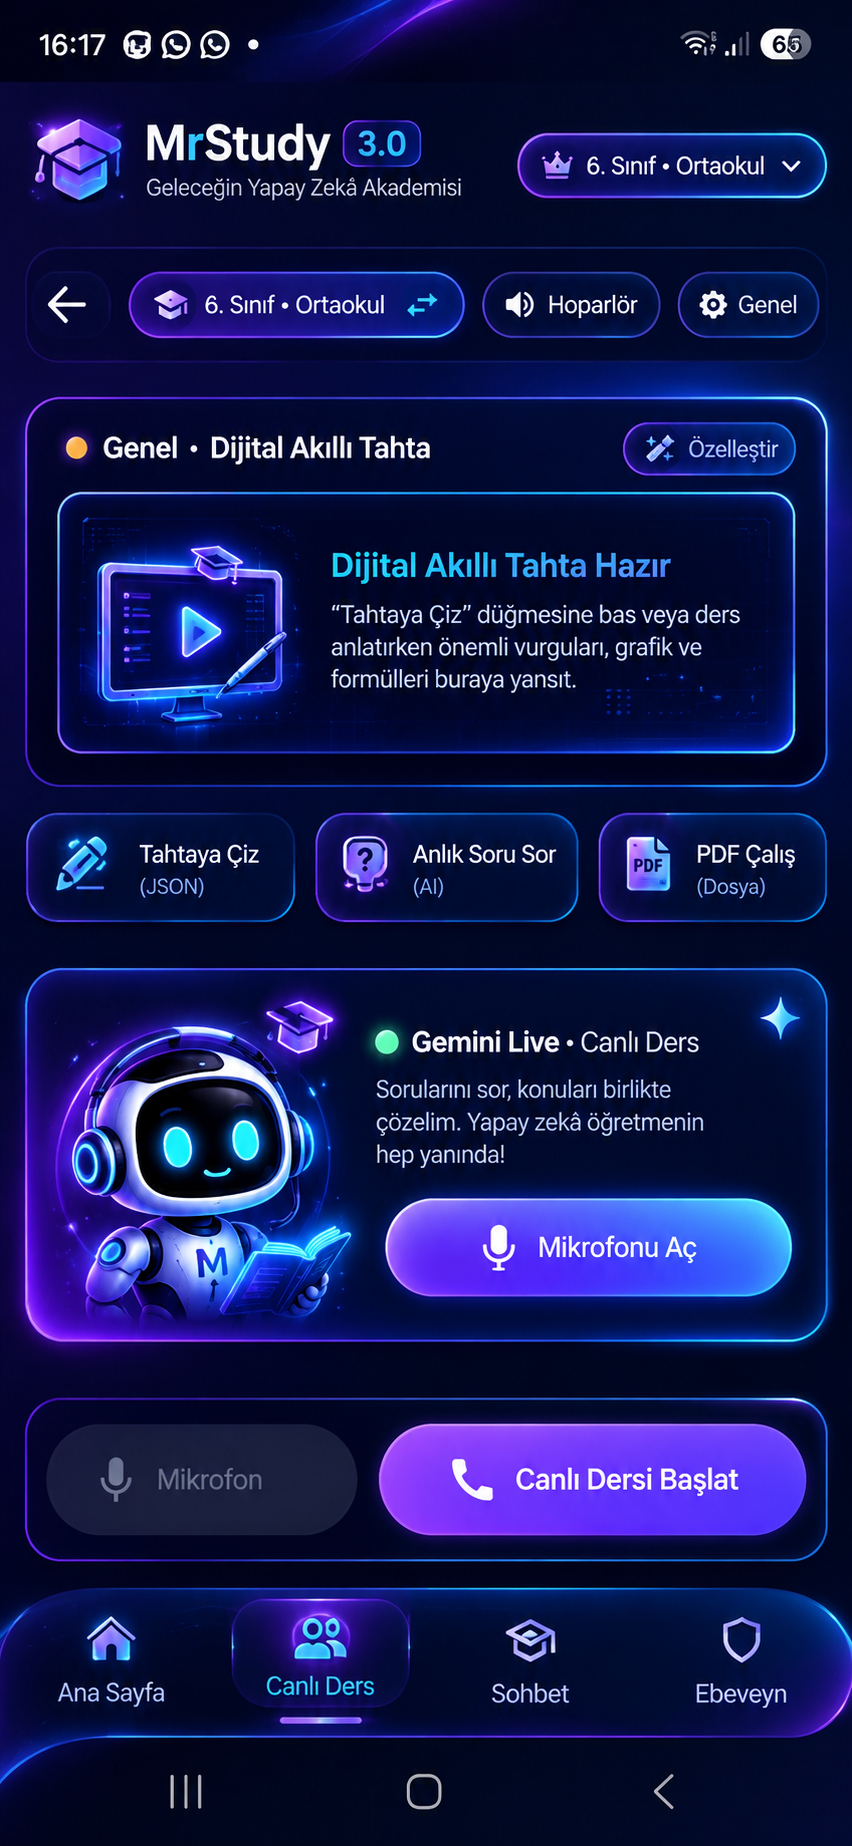 16:17
65
MrStudy 3.0
Geleceğin Yapay Zekâ Akademisi
6. Sınıf • Ortaokul
6. Sınıf • Ortaokul
Hoparlör
Genel
Genel • Dijital Akıllı Tahta
Özelleştir
Dijital Akıllı Tahta Hazır
“Tahtaya Çiz” düğmesine bas veya ders
anlatırken önemli vurguları, grafik ve
formülleri buraya yansıt.
Tahtaya Çiz
(JSON)
?
Anlık Soru Sor
(AI)
PDF
PDF Çalış
(Dosya)
Gemini Live • Canlı Ders
Sorularını sor, konuları birlikte
çözelim. Yapay zekâ öğretmenin
hep yanında!
M
Mikrofonu Aç
Mikrofon
Canlı Dersi Başlat
Ana Sayfa
Canlı Ders
Sohbet
Ebeveyn